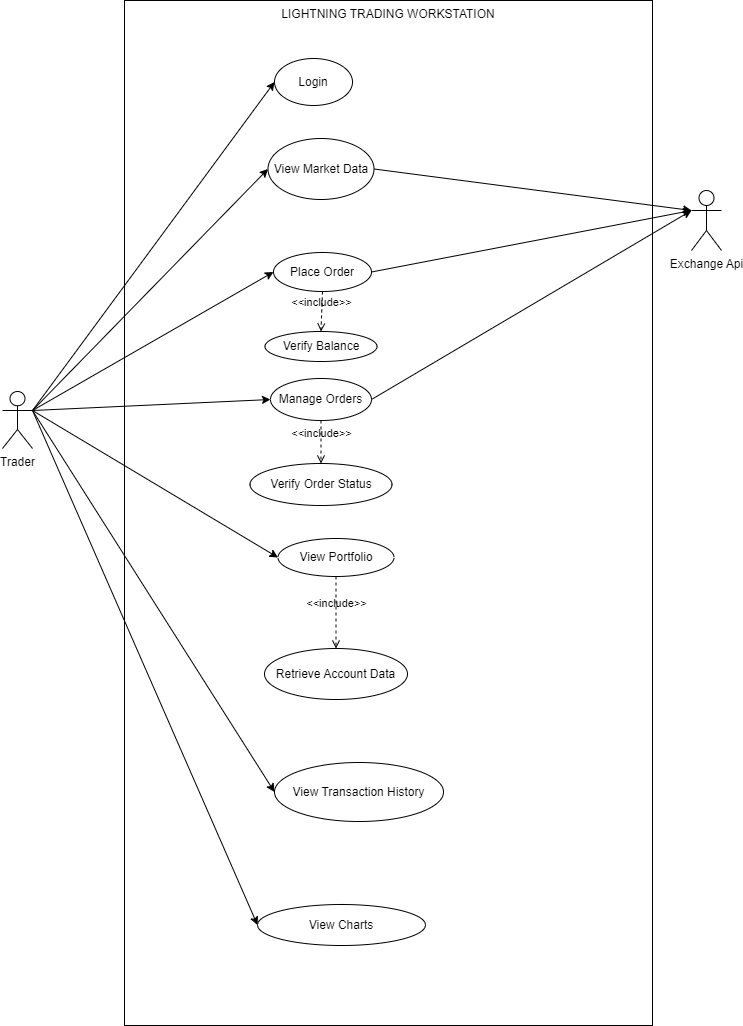 LIGHTNING TRADING WORKSTATION
Login
View Market Data
Exchange Api
Place Order
<<include>>
Verify Balance
Manage Orders
<<include>>
Trader
Verify Order Status
View Portfolio
<<include>>
Retrieve Account Data
View Transaction History
View Charts